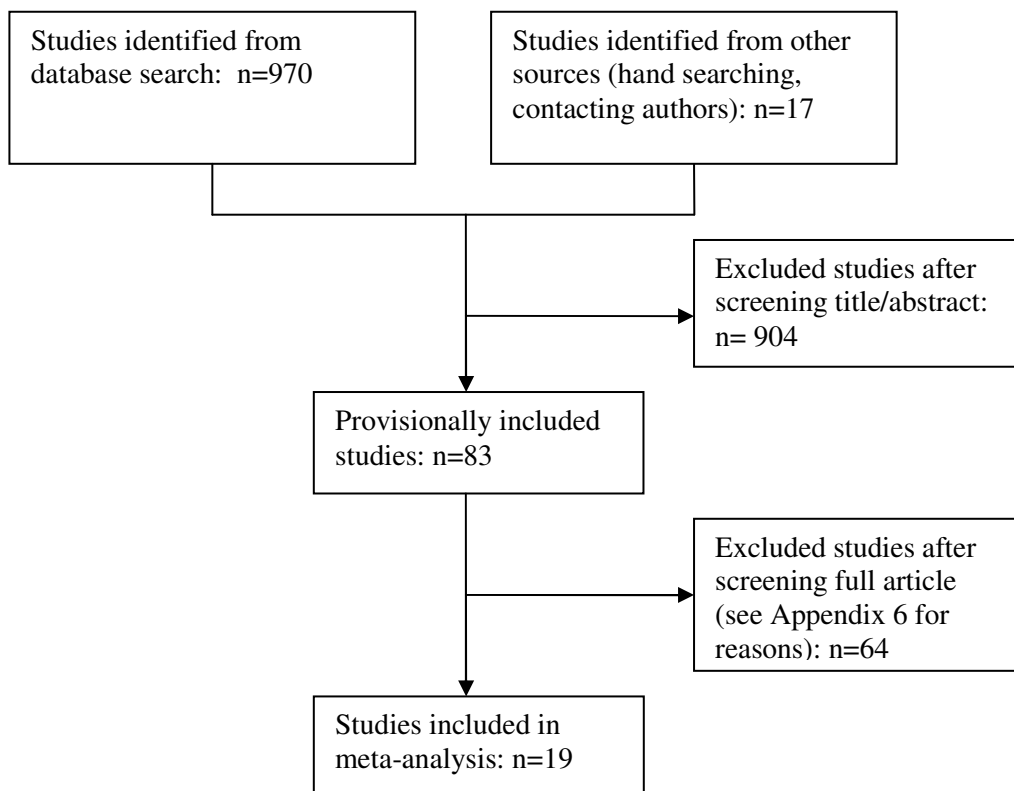 Studies identified from
database search:  n=970
Studies identified from other
sources (hand searching,
contacting authors): n=17
Excluded studies after
screening title/abstract:
n= 904
Provisionally included
studies: n=83
Excluded studies after
screening full article
(see Appendix 6 for
reasons): n=64
Studies included in
meta-analysis: n=19